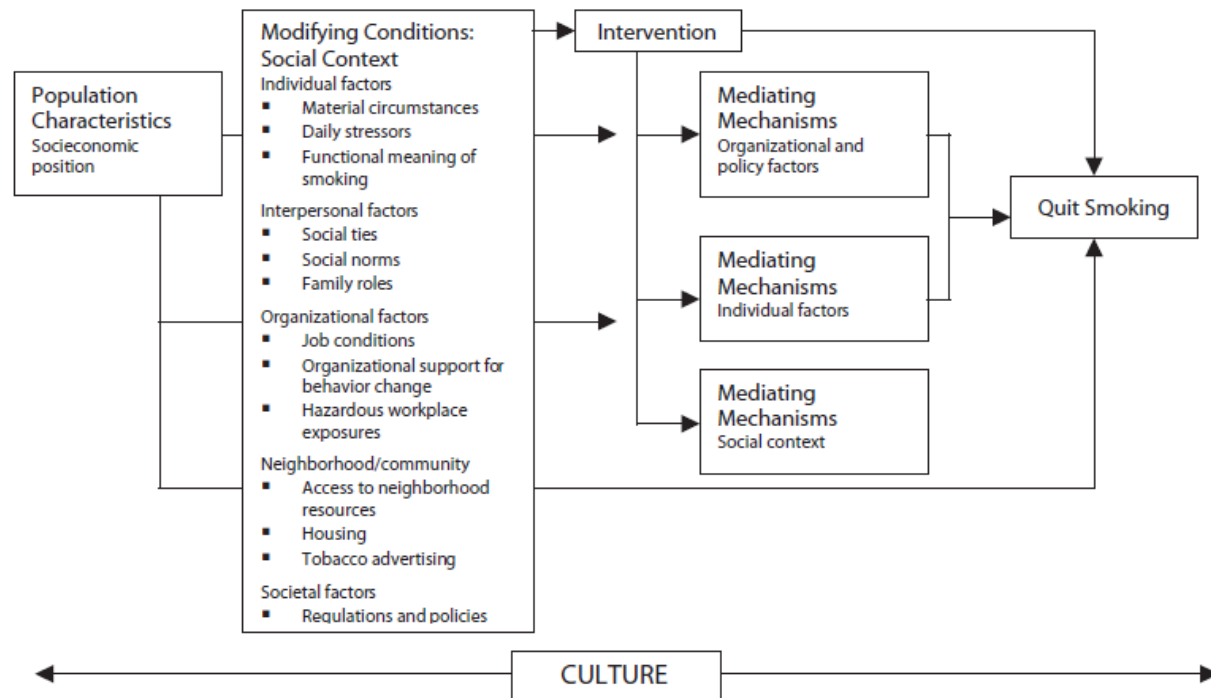 Population
Characteristics
Socieconomic
position
Modifying Conditions:
Social Context
Individual factors
▪ Material circumstances
▪ Daily stressors
▪ Functional meaning of
smoking
Interpersonal factors
▪ Social ties
▪ Social norms
▪ Family roles
Organizational factors
▪ Job conditions
▪ Organizational support for
behavior change
▪ Hazardous workplace
exposures
Neighborhood/community
▪ Access to neighborhood
resources
▪ Housing
▪ Tobacco advertising
Societal factors
▪ Regulations and policies
Intervention
Mediating
Mechanisms
Organizational and
policy factors
Mediating
Mechanisms
Individual factors
Mediating
Mechanisms
Social context
Quit Smoking
CULTURE